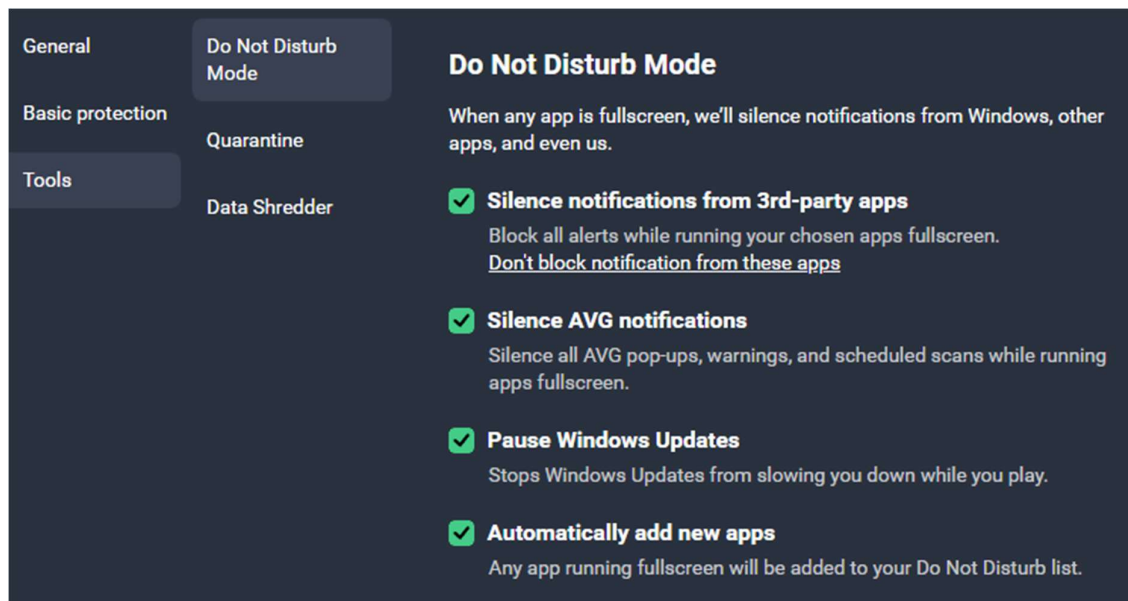 General
Basic protection
Tools
Do Not Disturb
Mode
Quarantine
Data Shredder
Do Not Disturb Mode
When any app is fullscreen, we'll silence notifications from Windows, other
apps, and even us.
Silence notifications from 3rd-party apps
Block all alerts while running your chosen apps fullscreen.
Don't block notification from these apps
Silence AVG notifications
Silence all AVG pop-ups, warnings, and scheduled scans while running
apps fullscreen.
Pause Windows Updates
Stops Windows Updates from slowing you down while you play.
Automatically add new apps
Any app running fullscreen will be added to your Do Not Disturb list.